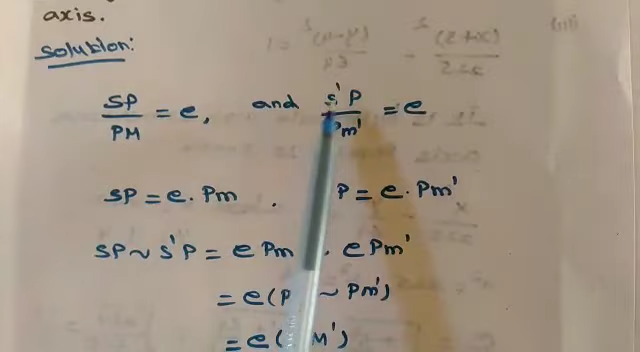 axis.
Solution:
SP/PM = e, and S'P/PM' = e
SP = e. Pm . P = e. Pm'
SP ~ S'P = e Pm . e Pm'
= e(P ~ Pm')
= e( M')